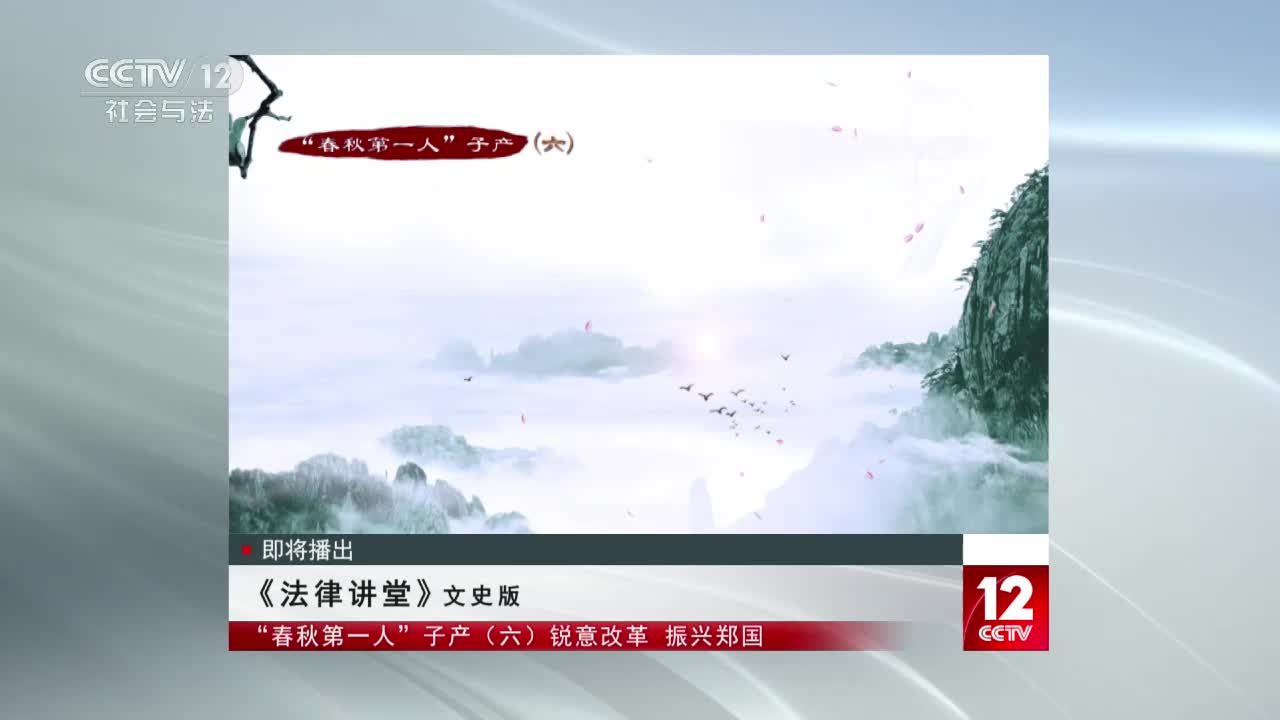 CCTV 12
社会与法
“春秋第一人”子产(六)
即将播出
《法律讲堂》文史版
“春秋第一人”子产（六）锐意改革 振兴郑国
12
CCTV